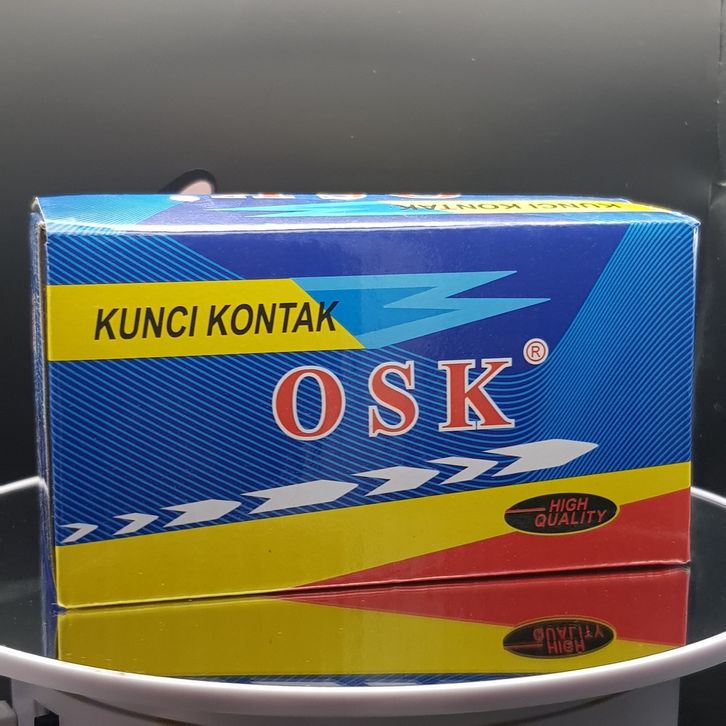 KUNCI KONTAK
KUNCI KONTAK
OSK®
HIGH
QUALITY